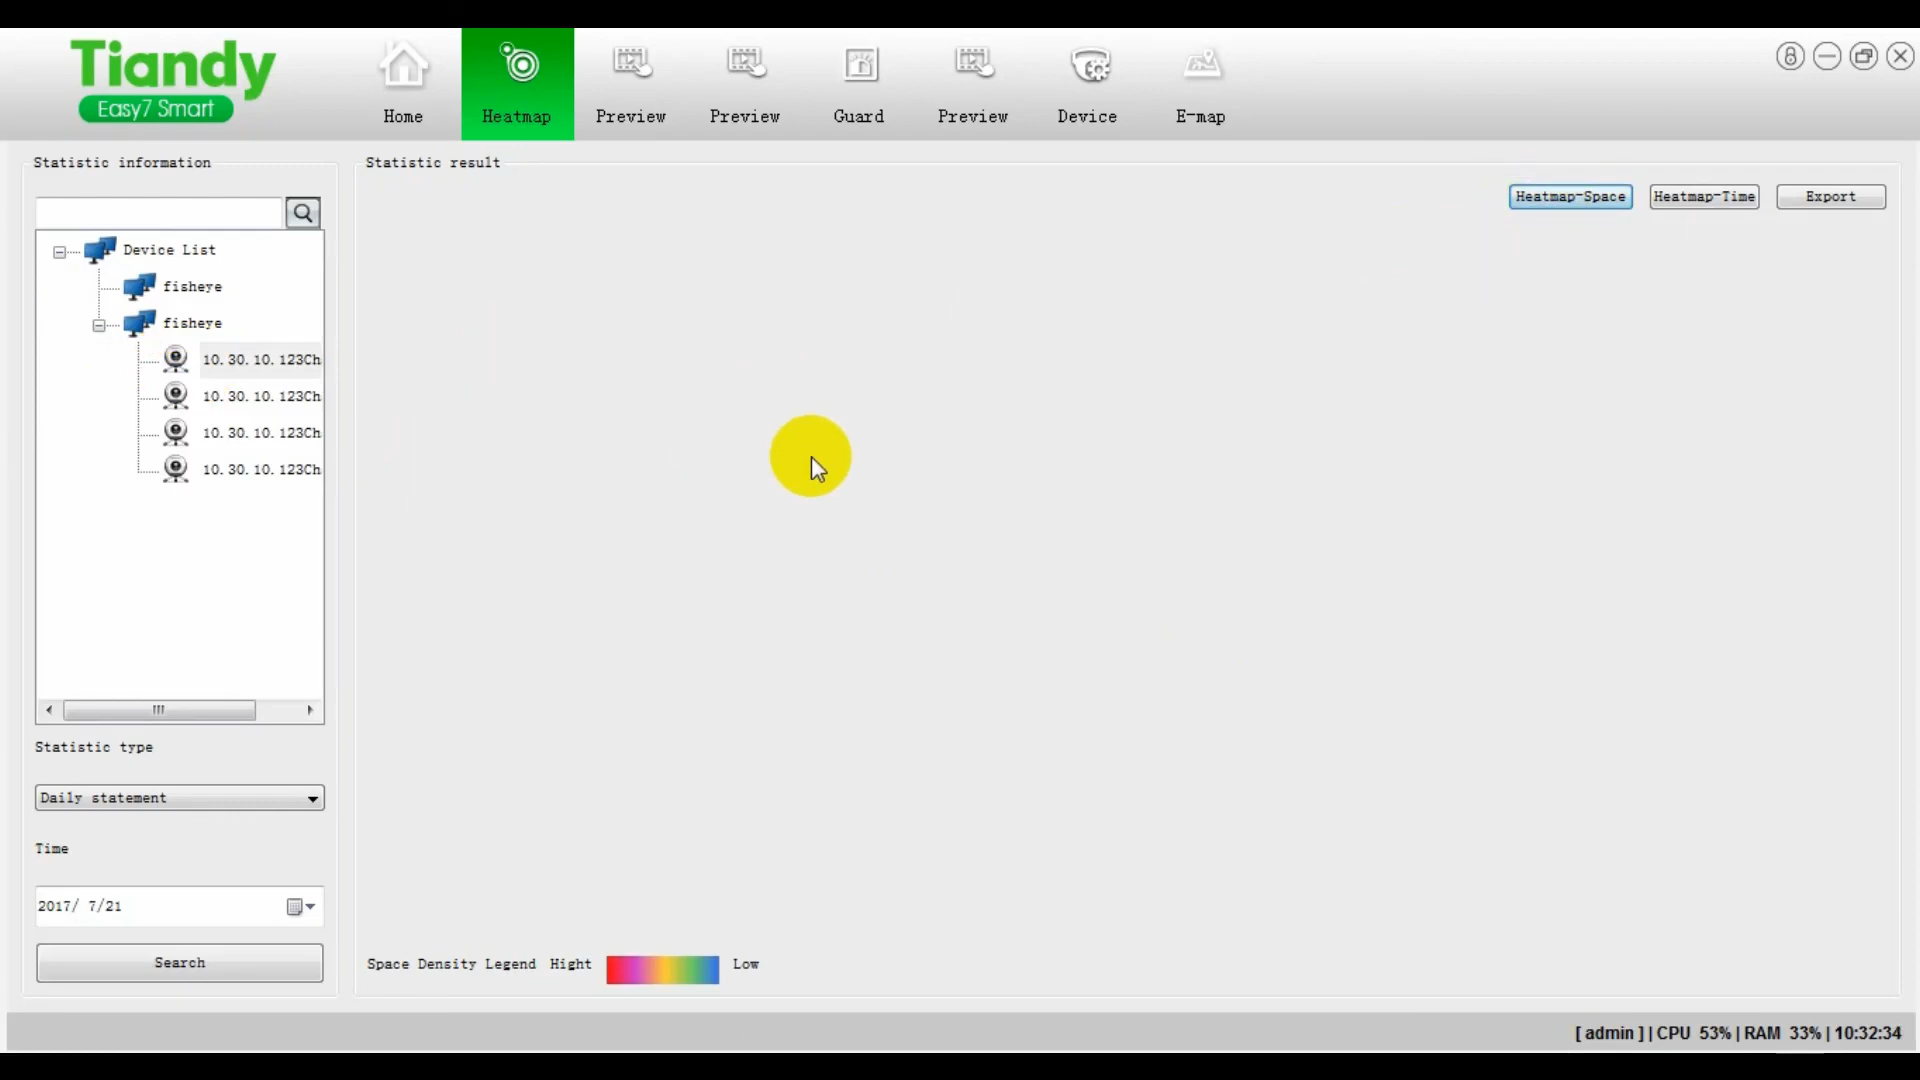 Tiandy
Easy7 Smart
Home
Heatmap
Preview
Preview
Guard
Preview
Device
E-map
Statistic information
Statistic result
Heatmap-Space
Heatmap-Time
Export
Device List
fisheye
fisheye
10.30.10.123Ch
10.30.10.123Ch
10.30.10.123Ch
10.30.10.123Ch
Statistic type
Daily statement
Time
2017/ 7/21
Search
Space Density Legend Hight Low
[ admin ] | CPU 53% | RAM 33% | 10:32:34